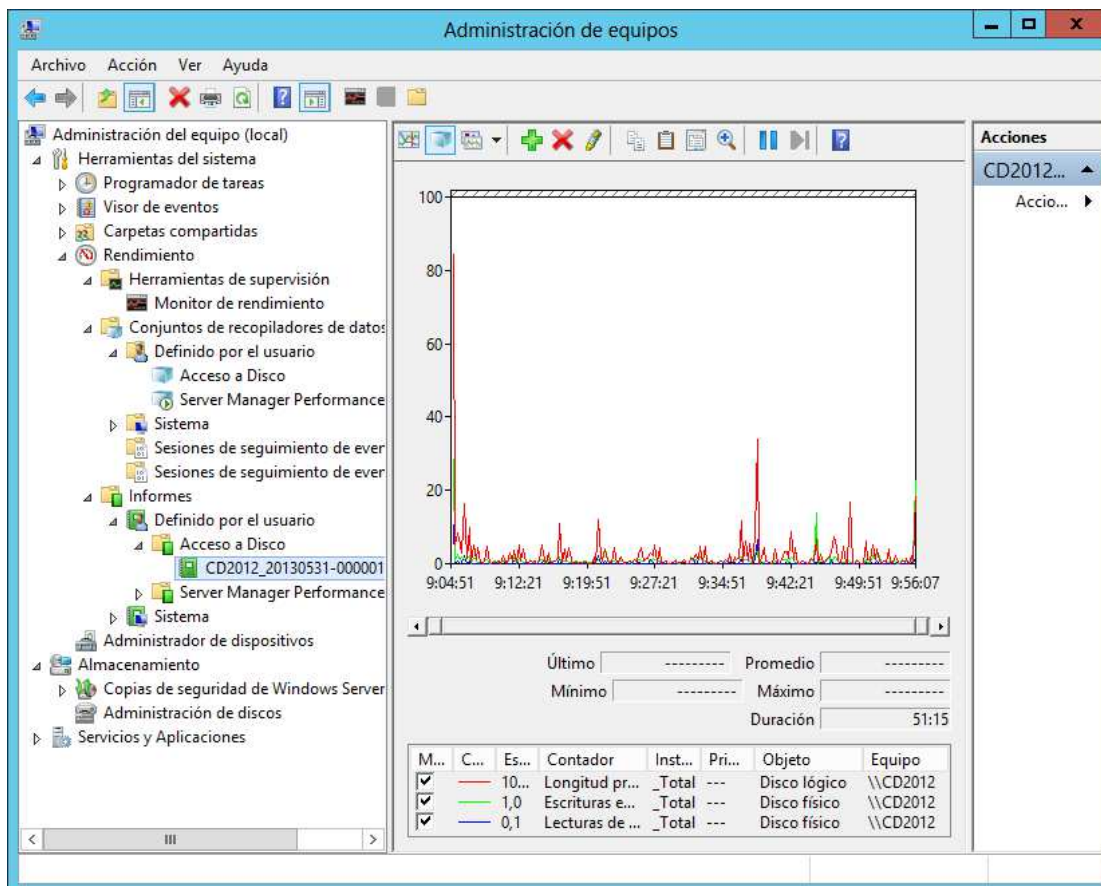 Administración de equipos
Archivo Acción Ver Ayuda
Administración del equipo (local)
Herramientas del sistema
Programador de tareas
Visor de eventos
Carpetas compartidas
Rendimiento
Herramientas de supervisión
Monitor de rendimiento
Conjuntos de recopiladores de datos
Definido por el usuario
Acceso a Disco
Server Manager Performance
Sistema
Sesiones de seguimiento de ever
Sesiones de seguimiento de ever
Informes
Definido por el usuario
Acceso a Disco
CD2012_20130531-000001
Server Manager Performance
Sistema
Administrador de dispositivos
Almacenamiento
Copias de seguridad de Windows Server
Administración de discos
Servicios y Aplicaciones
100
80
60
40
20
0
9:04:51 9:12:21 9:19:51 9:27:21 9:34:51 9:42:21 9:49:51 9:56:07
Último --------- Promedio ---------
Mínimo --------- Máximo ---------
Duración 51:15
M... C... Es... Contador Inst... Pri... Objeto Equipo
10... Longitud pr... _Total --- Disco lógico \\CD2012
1,0 Escrituras e... _Total --- Disco físico \\CD2012
0,1 Lecturas de ... _Total --- Disco físico \\CD2012
Acciones
CD2012...
Accio...